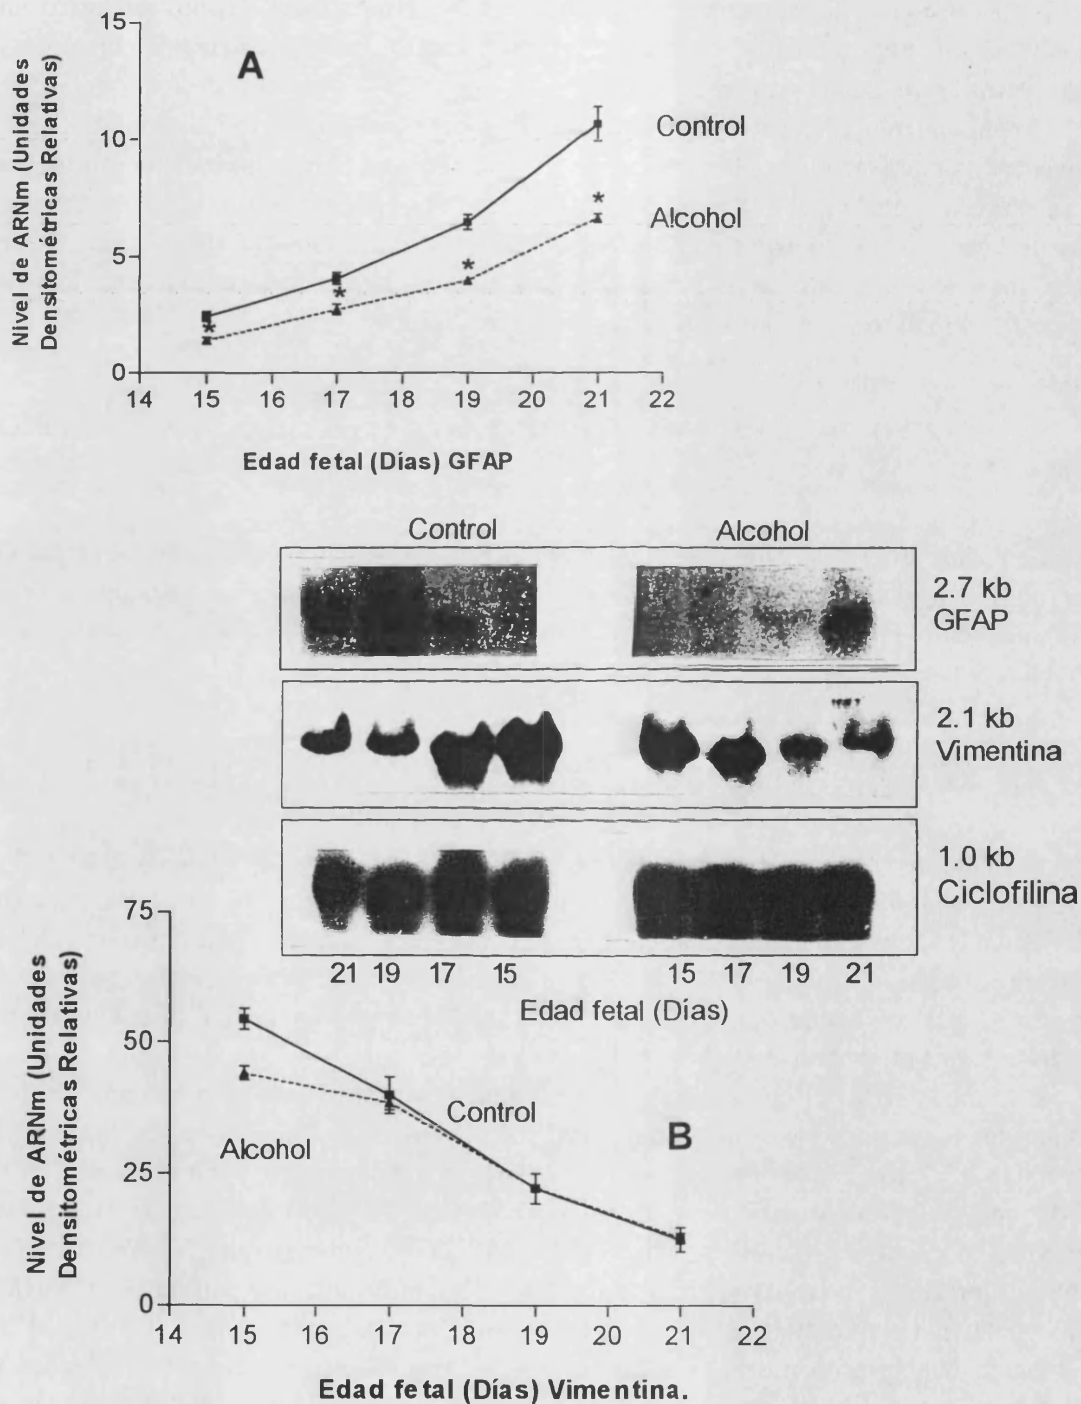 Nivel de ARNm (Unidades
Densitométricas Relativas)
15
10
5
0
A
Control
Alcohol
*
*
*
*
14 15 16 17 18 19 20 21 22
Edad fetal (Días) GFAP
Control Alcohol
2.7 kb
GFAP
2.1 kb
Vimentina
1.0 kb
Ciclofilina
21 19 17 15 15 17 19 21
Edad fetal (Días)
Nivel de ARNm (Unidades
Densitométricas Relativas)
75
50
25
0
Control
Alcohol
B
14 15 16 17 18 19 20 21 22
Edad fetal (Días) Vimentina.